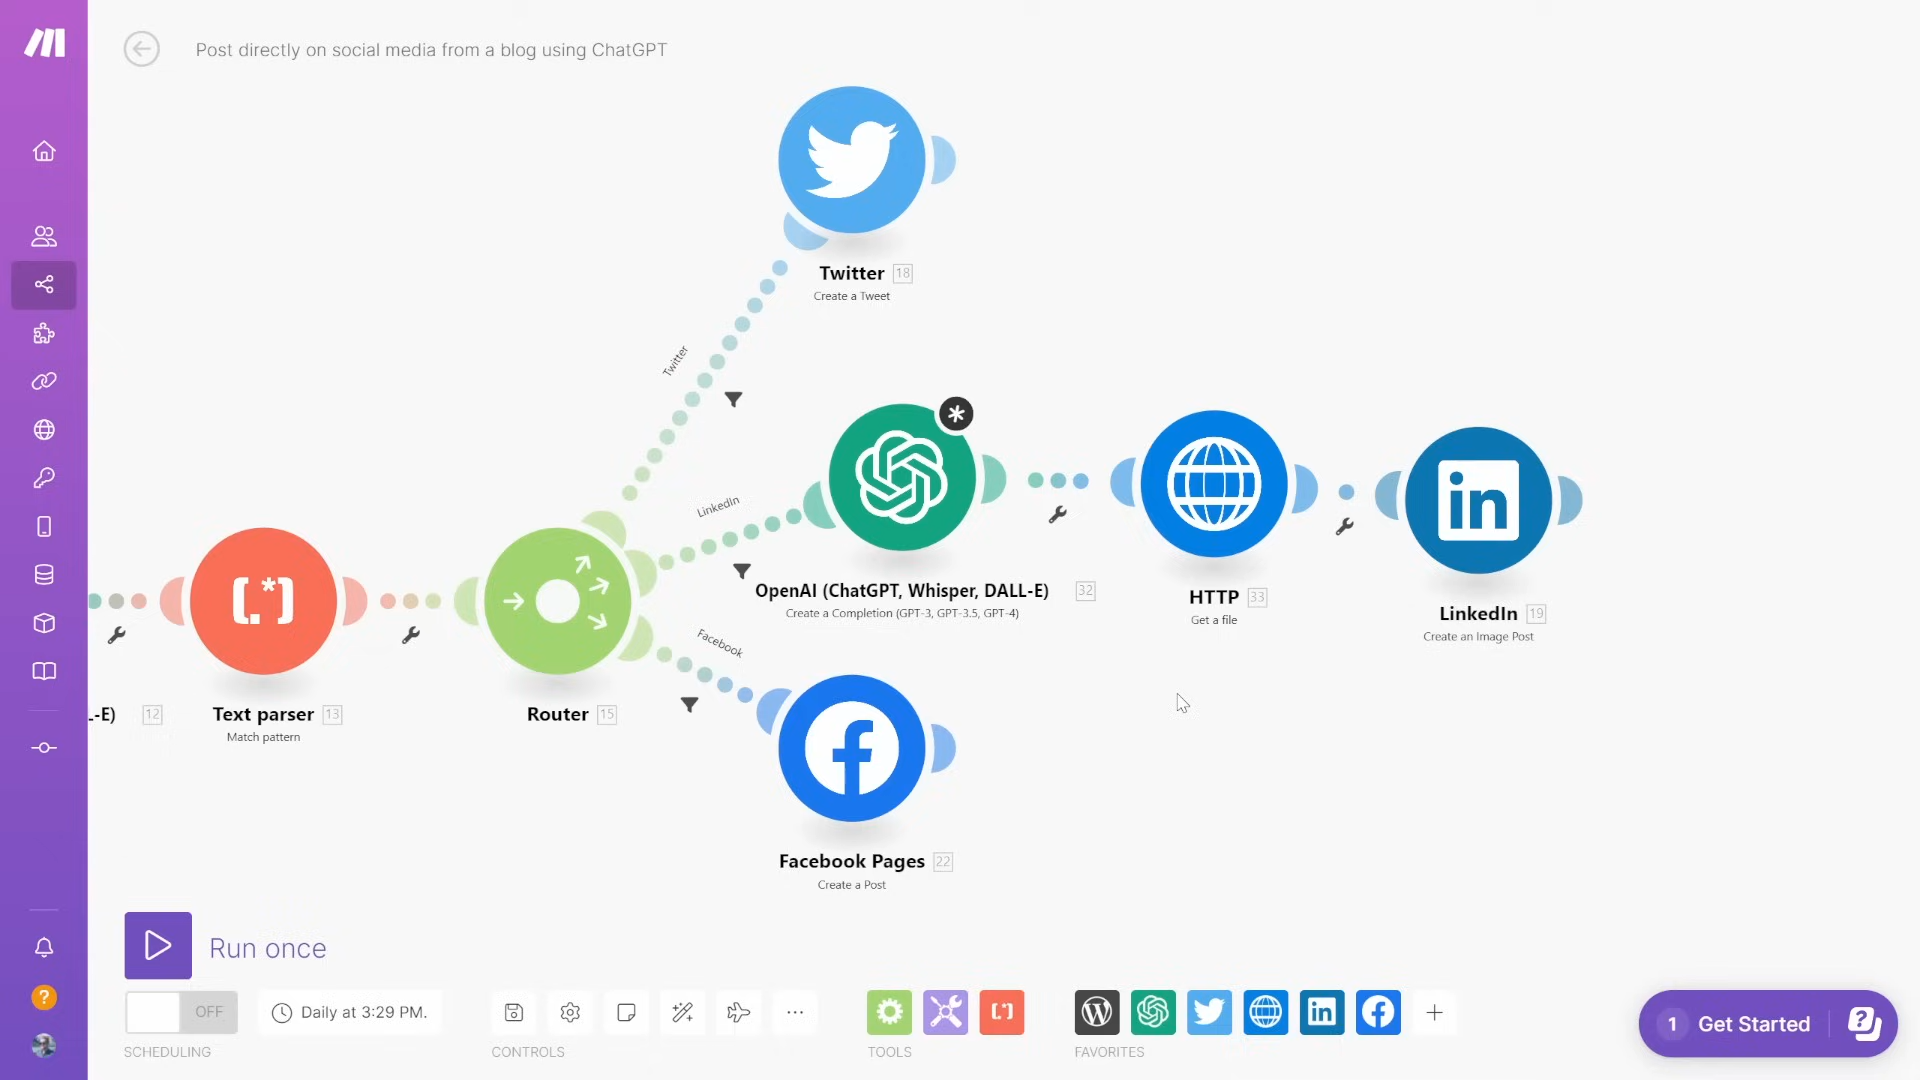 Post directly on social media from a blog using ChatGPT
Twitter 18
Create a Tweet
Twitter
LinkedIn
OpenAI (ChatGPT, Whisper, DALL-E) 32
Create a Completion (GPT-3, GPT-3.5, GPT-4)
HTTP 33
Get a file
in
LinkedIn 19
Create an Image Post
[.*]
Facebook
L-E) 12
Text parser 13
Match pattern
Router 15
Facebook Pages 22
Create a Post
Run once
OFF
Daily at 3:29 PM.
SCHEDULING
CONTROLS
TOOLS
FAVORITES
1 Get Started